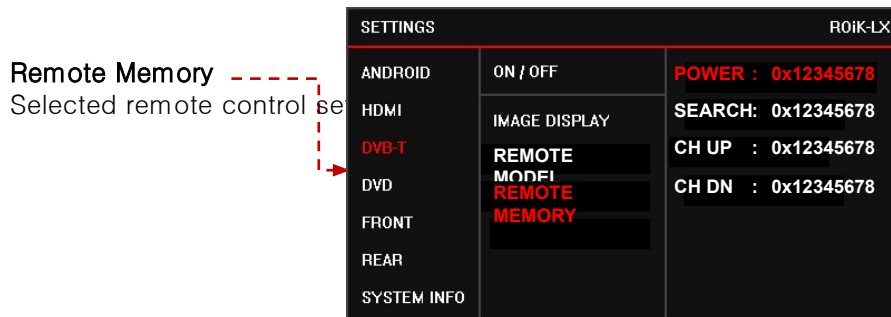 Remote Memory
Selected remote control se
SETTINGS
R0iK-LX
ANDROID
HDMI
DVB-T
DVD
FRONT
REAR
SYSTEM INFO
ON / OFF
IMAGE DISPLAY
REMOTE
MODEL
REMOTE
MEMORY
POWER : 0x12345678
SEARCH: 0x12345678
CH UP : 0x12345678
CH DN : 0x12345678